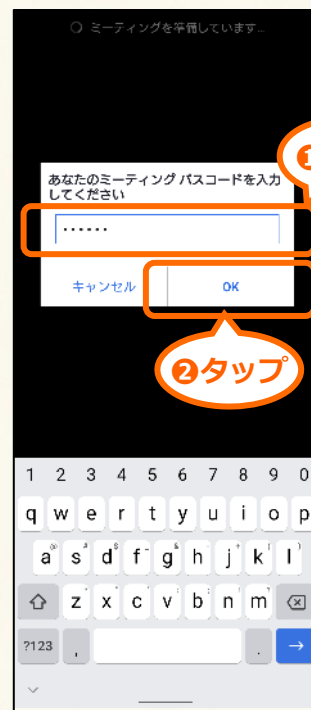 ミーティングを準備しています...
❶
あなたのミーティング パスコードを入力
してください
······
キャンセル OK
❷タップ
1 2 3 4 5 6 7 8 9 0
q w e r t y u i o p
a s d f g h j k l
z x c v b n m
?123 , .